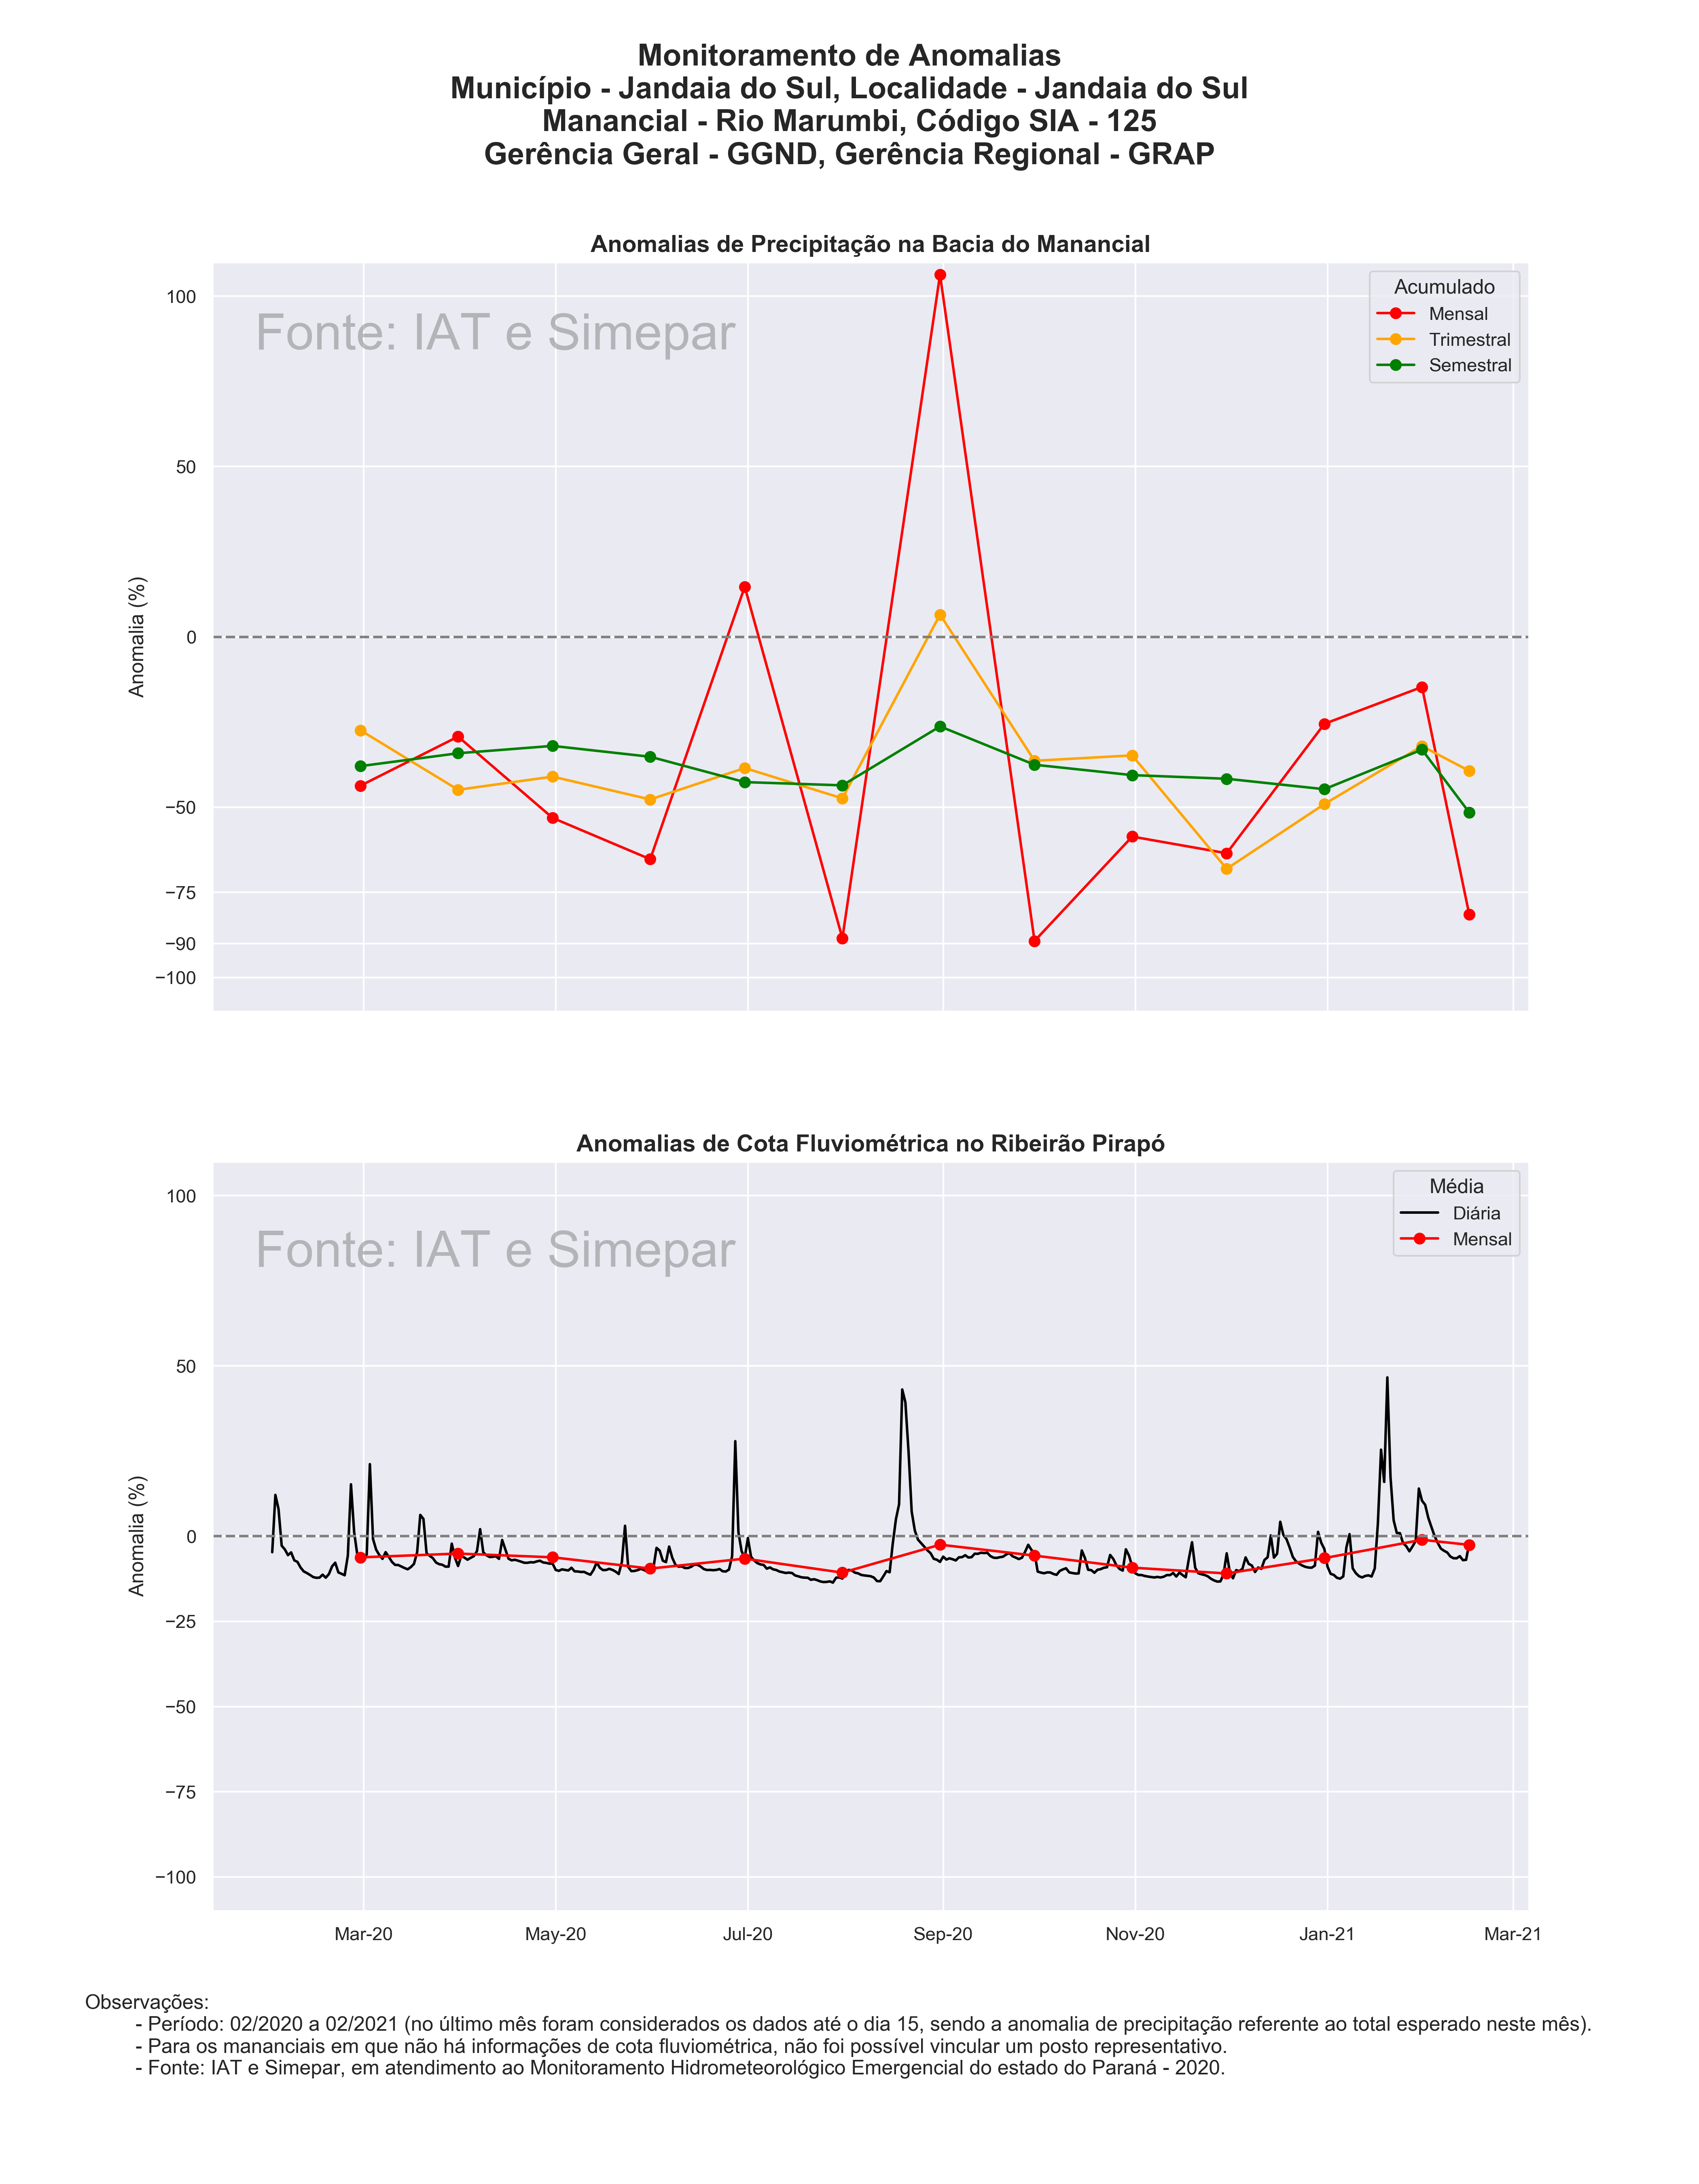 Monitoramento de Anomalias
Município - Jandaia do Sul, Localidade - Jandaia do Sul
Manancial - Rio Marumbi, Código SIA - 125
Gerência Geral - GGND, Gerência Regional - GRAP
Anomalias de Precipitação na Bacia do Manancial
Fonte: IAT e Simepar
Acumulado
Mensal
Trimestral
Semestral
Anomalia (%)
100
50
0
−50
−75
−90
−100
Anomalias de Cota Fluviométrica no Ribeirão Pirapó
Fonte: IAT e Simepar
Média
Diária
Mensal
Anomalia (%)
100
50
0
−25
−50
−75
−100
Mar-20 May-20 Jul-20 Sep-20 Nov-20 Jan-21 Mar-21
Observações:
- Período: 02/2020 a 02/2021 (no último mês foram considerados os dados até o dia 15, sendo a anomalia de precipitação referente ao total esperado neste mês).
- Para os mananciais em que não há informações de cota fluviométrica, não foi possível vincular um posto representativo.
- Fonte: IAT e Simepar, em atendimento ao Monitoramento Hidrometeorológico Emergencial do estado do Paraná - 2020.